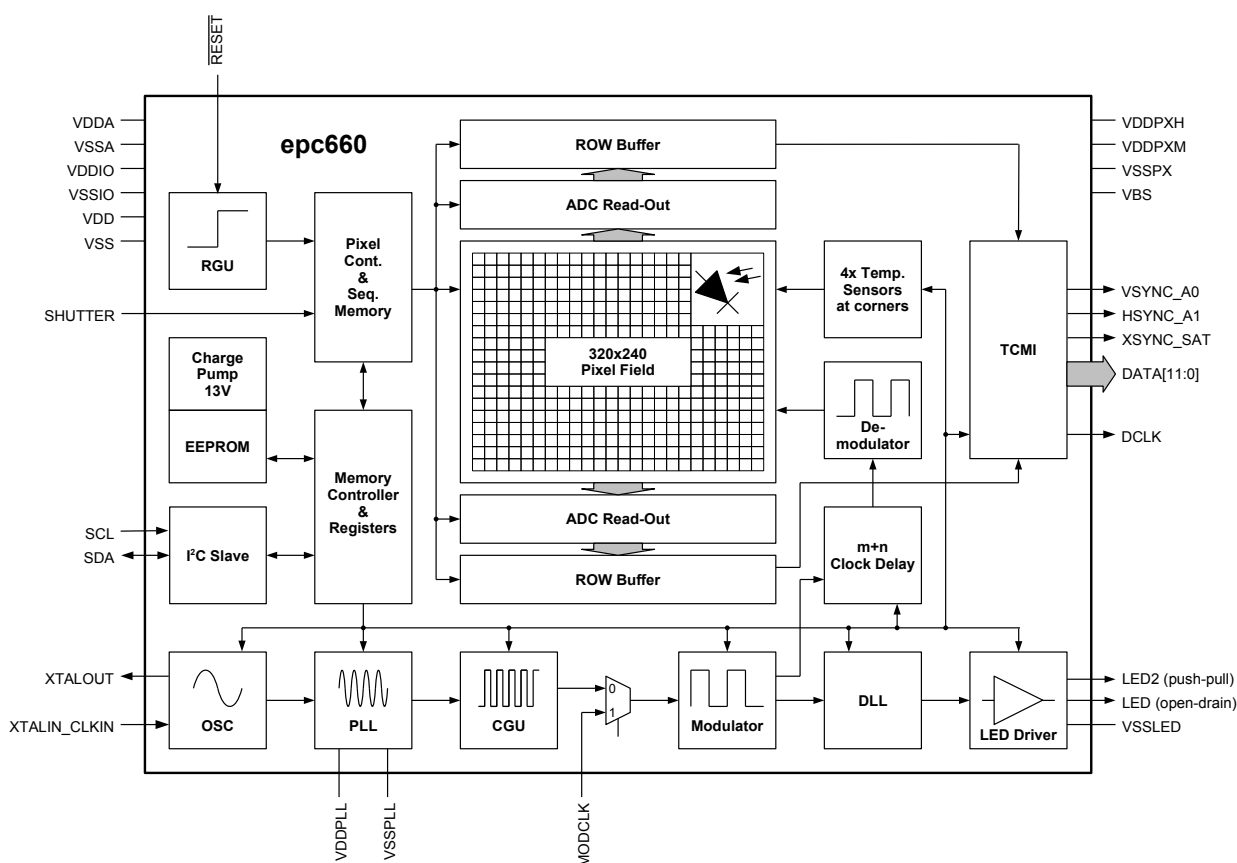 RESET
epc660
VDDA
VSSA
VDDIO
VSSIO
VDD
VSS
SHUTTER
SCL
SDA
XTALOUT
XTALIN_CLKIN
RGU
Pixel
Cont.
&
Seq.
Memory
Charge
Pump
13V
EEPROM
I²C Slave
Memory
Controller
&
Registers
ROW Buffer
ADC Read-Out
320x240
Pixel Field
ADC Read-Out
ROW Buffer
4x Temp.
Sensors
at corners
De-
modulator
m+n
Clock Delay
TCMI
OSC
PLL
CGU
0
1
Modulator
DLL
LED Driver
VDDPXH
VDDPXM
VSSPX
VBS
VSYNC_A0
HSYNC_A1
XSYNC_SAT
DATA[11:0]
DCLK
LED2 (push-pull)
LED (open-drain)
VSSLED
VDDPLL
VSSPLL
MODCLK